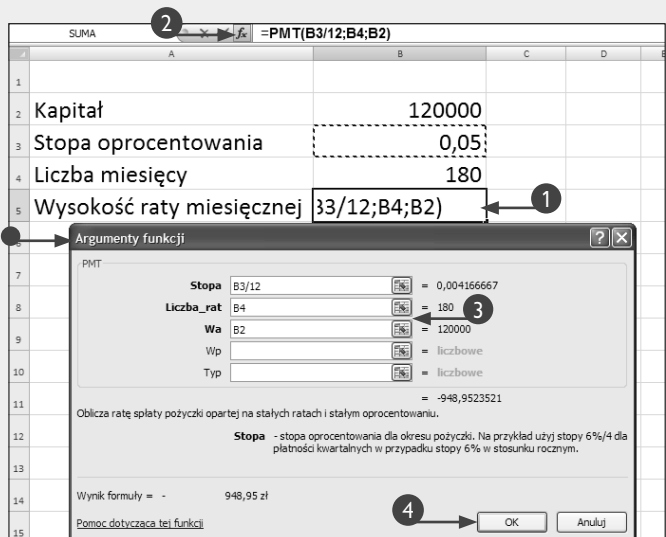 2
SUMA fx =PMT(B3/12;B4;B2)
A B C D E
1
2 Kapitał 120000
3 Stopa oprocentowania 0,05
4 Liczba miesięcy 180
5 Wysokość raty miesięcznej B3/12;B4;B2) 1
6 Argumenty funkcji
7 PMT
Stopa B3/12 = 0,004166667
8 Liczba_rat B4 = 180 3
9 Wa B2 = 120000
Wp = liczbowe
10 Typ = liczbowe
11 = -948,9523521
Oblicza ratę spłaty pożyczki opartej na stałych ratach i stałym oprocentowaniu.
12 Stopa - stopa oprocentowania dla okresu pożyczki. Na przykład użyj stopy 6%/4 dla
płatności kwartalnych w przypadku stopy 6% w stosunku rocznym.
13
14 Wynik formuły = - 948,95 zł
4
15 Pomoc dotycząca tej funkcji OK Anuluj